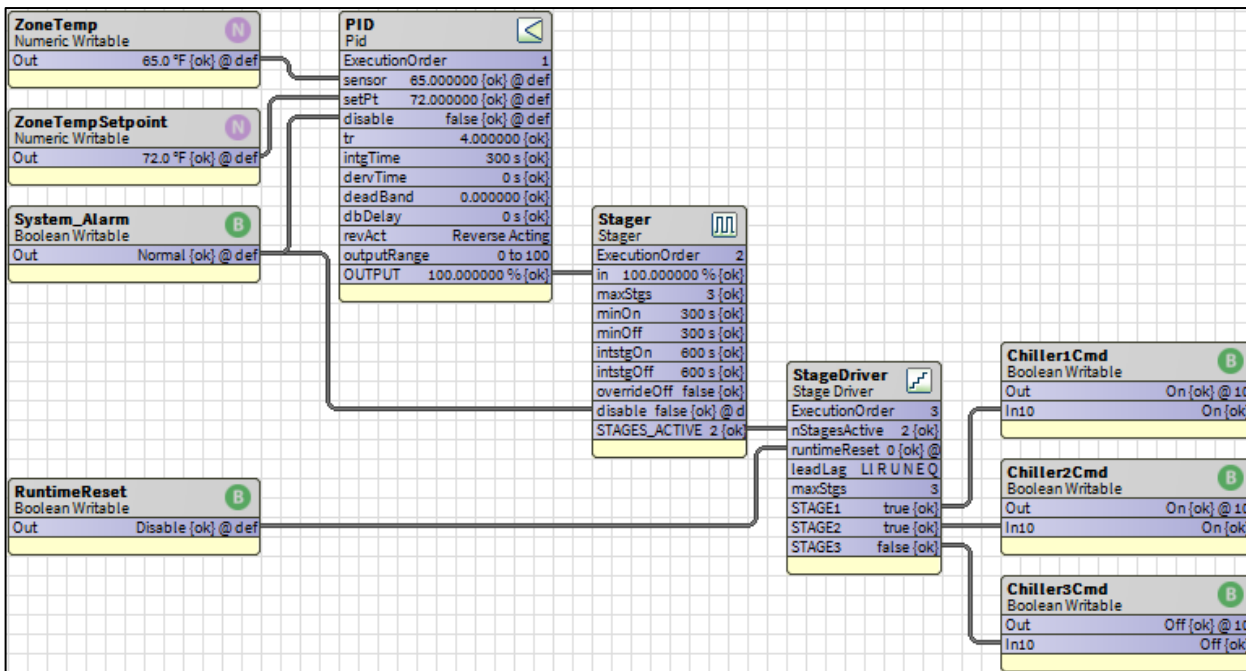 ZoneTemp
Numeric Writable
Out 65.0 °F {ok} @ def
ZoneTempSetpoint
Numeric Writable
Out 72.0 °F {ok} @ def
System_Alarm
Boolean Writable
Out Normal {ok} @ def
RuntimeReset
Boolean Writable
Out Disable {ok} @ def
PID
Pid
ExecutionOrder 1
sensor 65.000000 {ok} @ def
setPt 72.000000 {ok} @ def
disable false {ok} @ def
tr 4.000000 {ok}
intgTime 300 s {ok}
dervTime 0 s {ok}
deadBand 0.000000 {ok}
dbDelay 0 s {ok}
revAct Reverse Acting
outputRange 0 to 100
OUTPUT 100.000000 % {ok}
Stager
Stager
ExecutionOrder 2
in 100.000000 % {ok}
maxStgs 3 {ok}
minOn 300 s {ok}
minOff 300 s {ok}
intstgOn 600 s {ok}
intstgOff 600 s {ok}
overrideOff false {ok}
disable false {ok} @ d
STAGES_ACTIVE 2 {ok}
StageDriver
Stage Driver
ExecutionOrder 3
nStagesActive 2 {ok}
runtimeReset 0 {ok} @
leadLag L I R U N E Q
maxStgs 3
STAGE1 true {ok}
STAGE2 true {ok}
STAGE3 false {ok}
Chiller1Cmd
Boolean Writable
Out On {ok} @ 10
In10 On {ok}
Chiller2Cmd
Boolean Writable
Out On {ok} @ 10
In10 On {ok}
Chiller3Cmd
Boolean Writable
Out Off {ok} @ 10
In10 Off {ok}
N
N
B
B
B
B
B